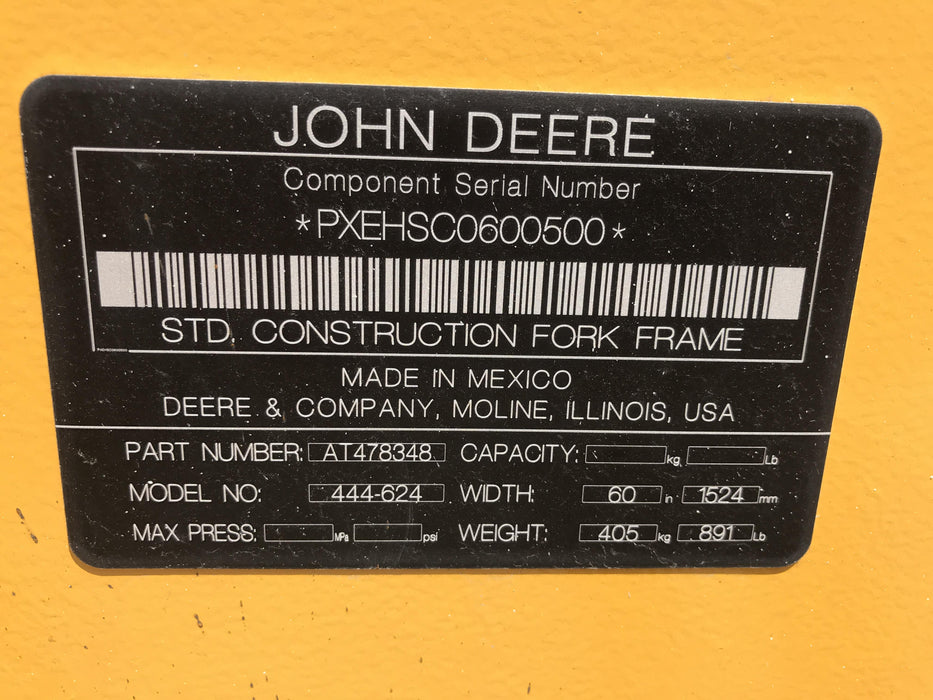 JOHN DEERE
Component Serial Number
*PXEHSC0600500*
STD. CONSTRUCTION FORK FRAME
MADE IN MEXICO
DEERE & COMPANY, MOLINE, ILLINOIS, USA
PART NUMBER: AT478348 CAPACITY: kg Lb
MODEL NO: 444-624 WIDTH: 60 in 1524 mm
MAX PRESS: MPa psi WEIGHT: 405 kg 891 Lb